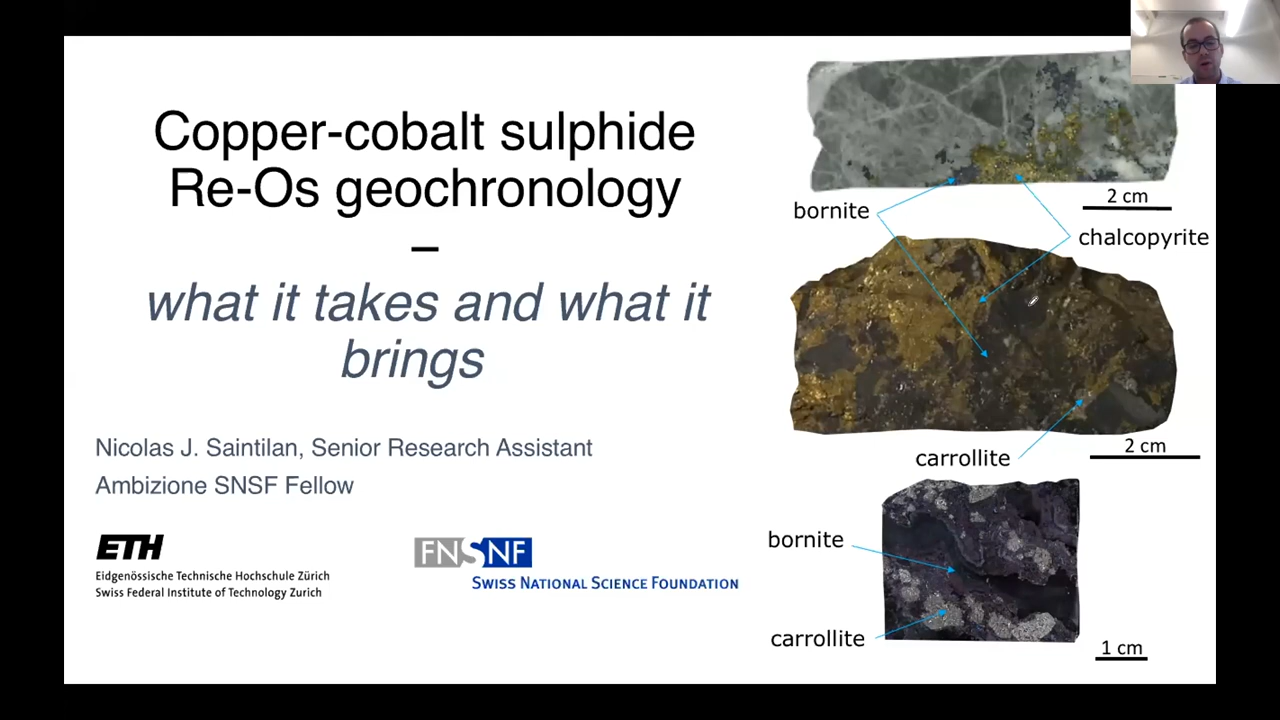 Copper-cobalt sulphide
Re-Os geochronology
–
what it takes and what it
brings
Nicolas J. Saintilan, Senior Research Assistant
Ambizione SNSF Fellow
ETH
Eidgenössische Technische Hochschule Zürich
Swiss Federal Institute of Technology Zurich
FNSNF
SWISS NATIONAL SCIENCE FOUNDATION
bornite
2 cm
chalcopyrite
carrollite
2 cm
bornite
carrollite
1 cm